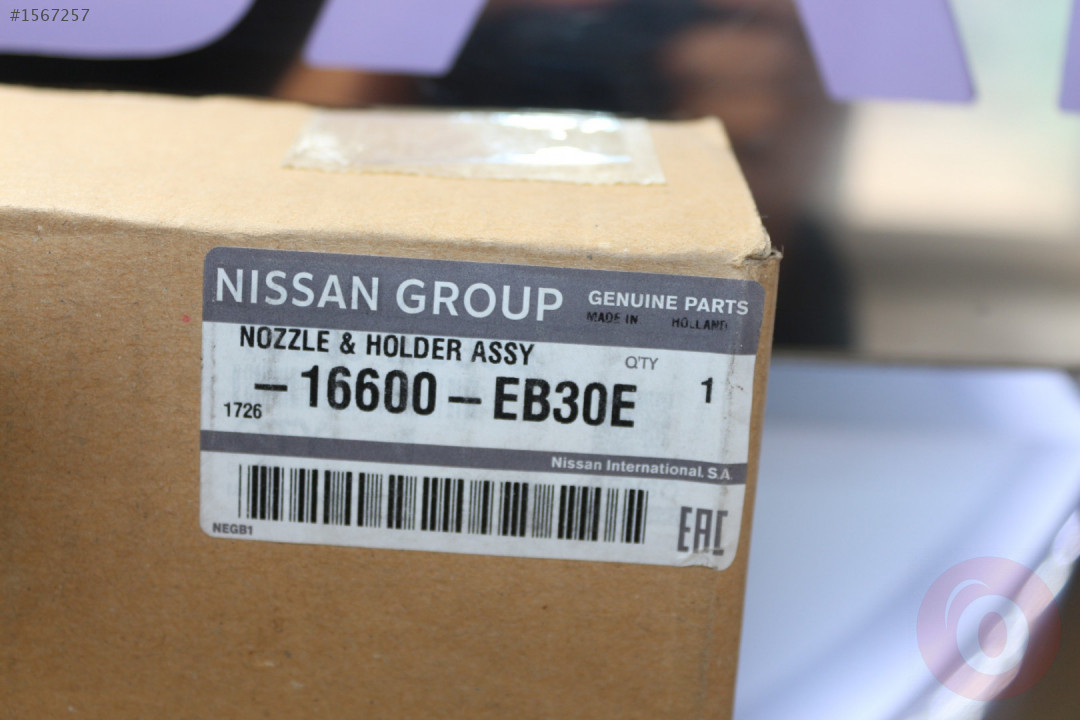 #1567257
NISSAN GROUP GENUINE PARTS
MADE IN HOLLAND
NOZZLE & HOLDER ASSY Q'TY
-16600-EB30E 1
1726
Nissan International. S.A.
NEGB1
EAC